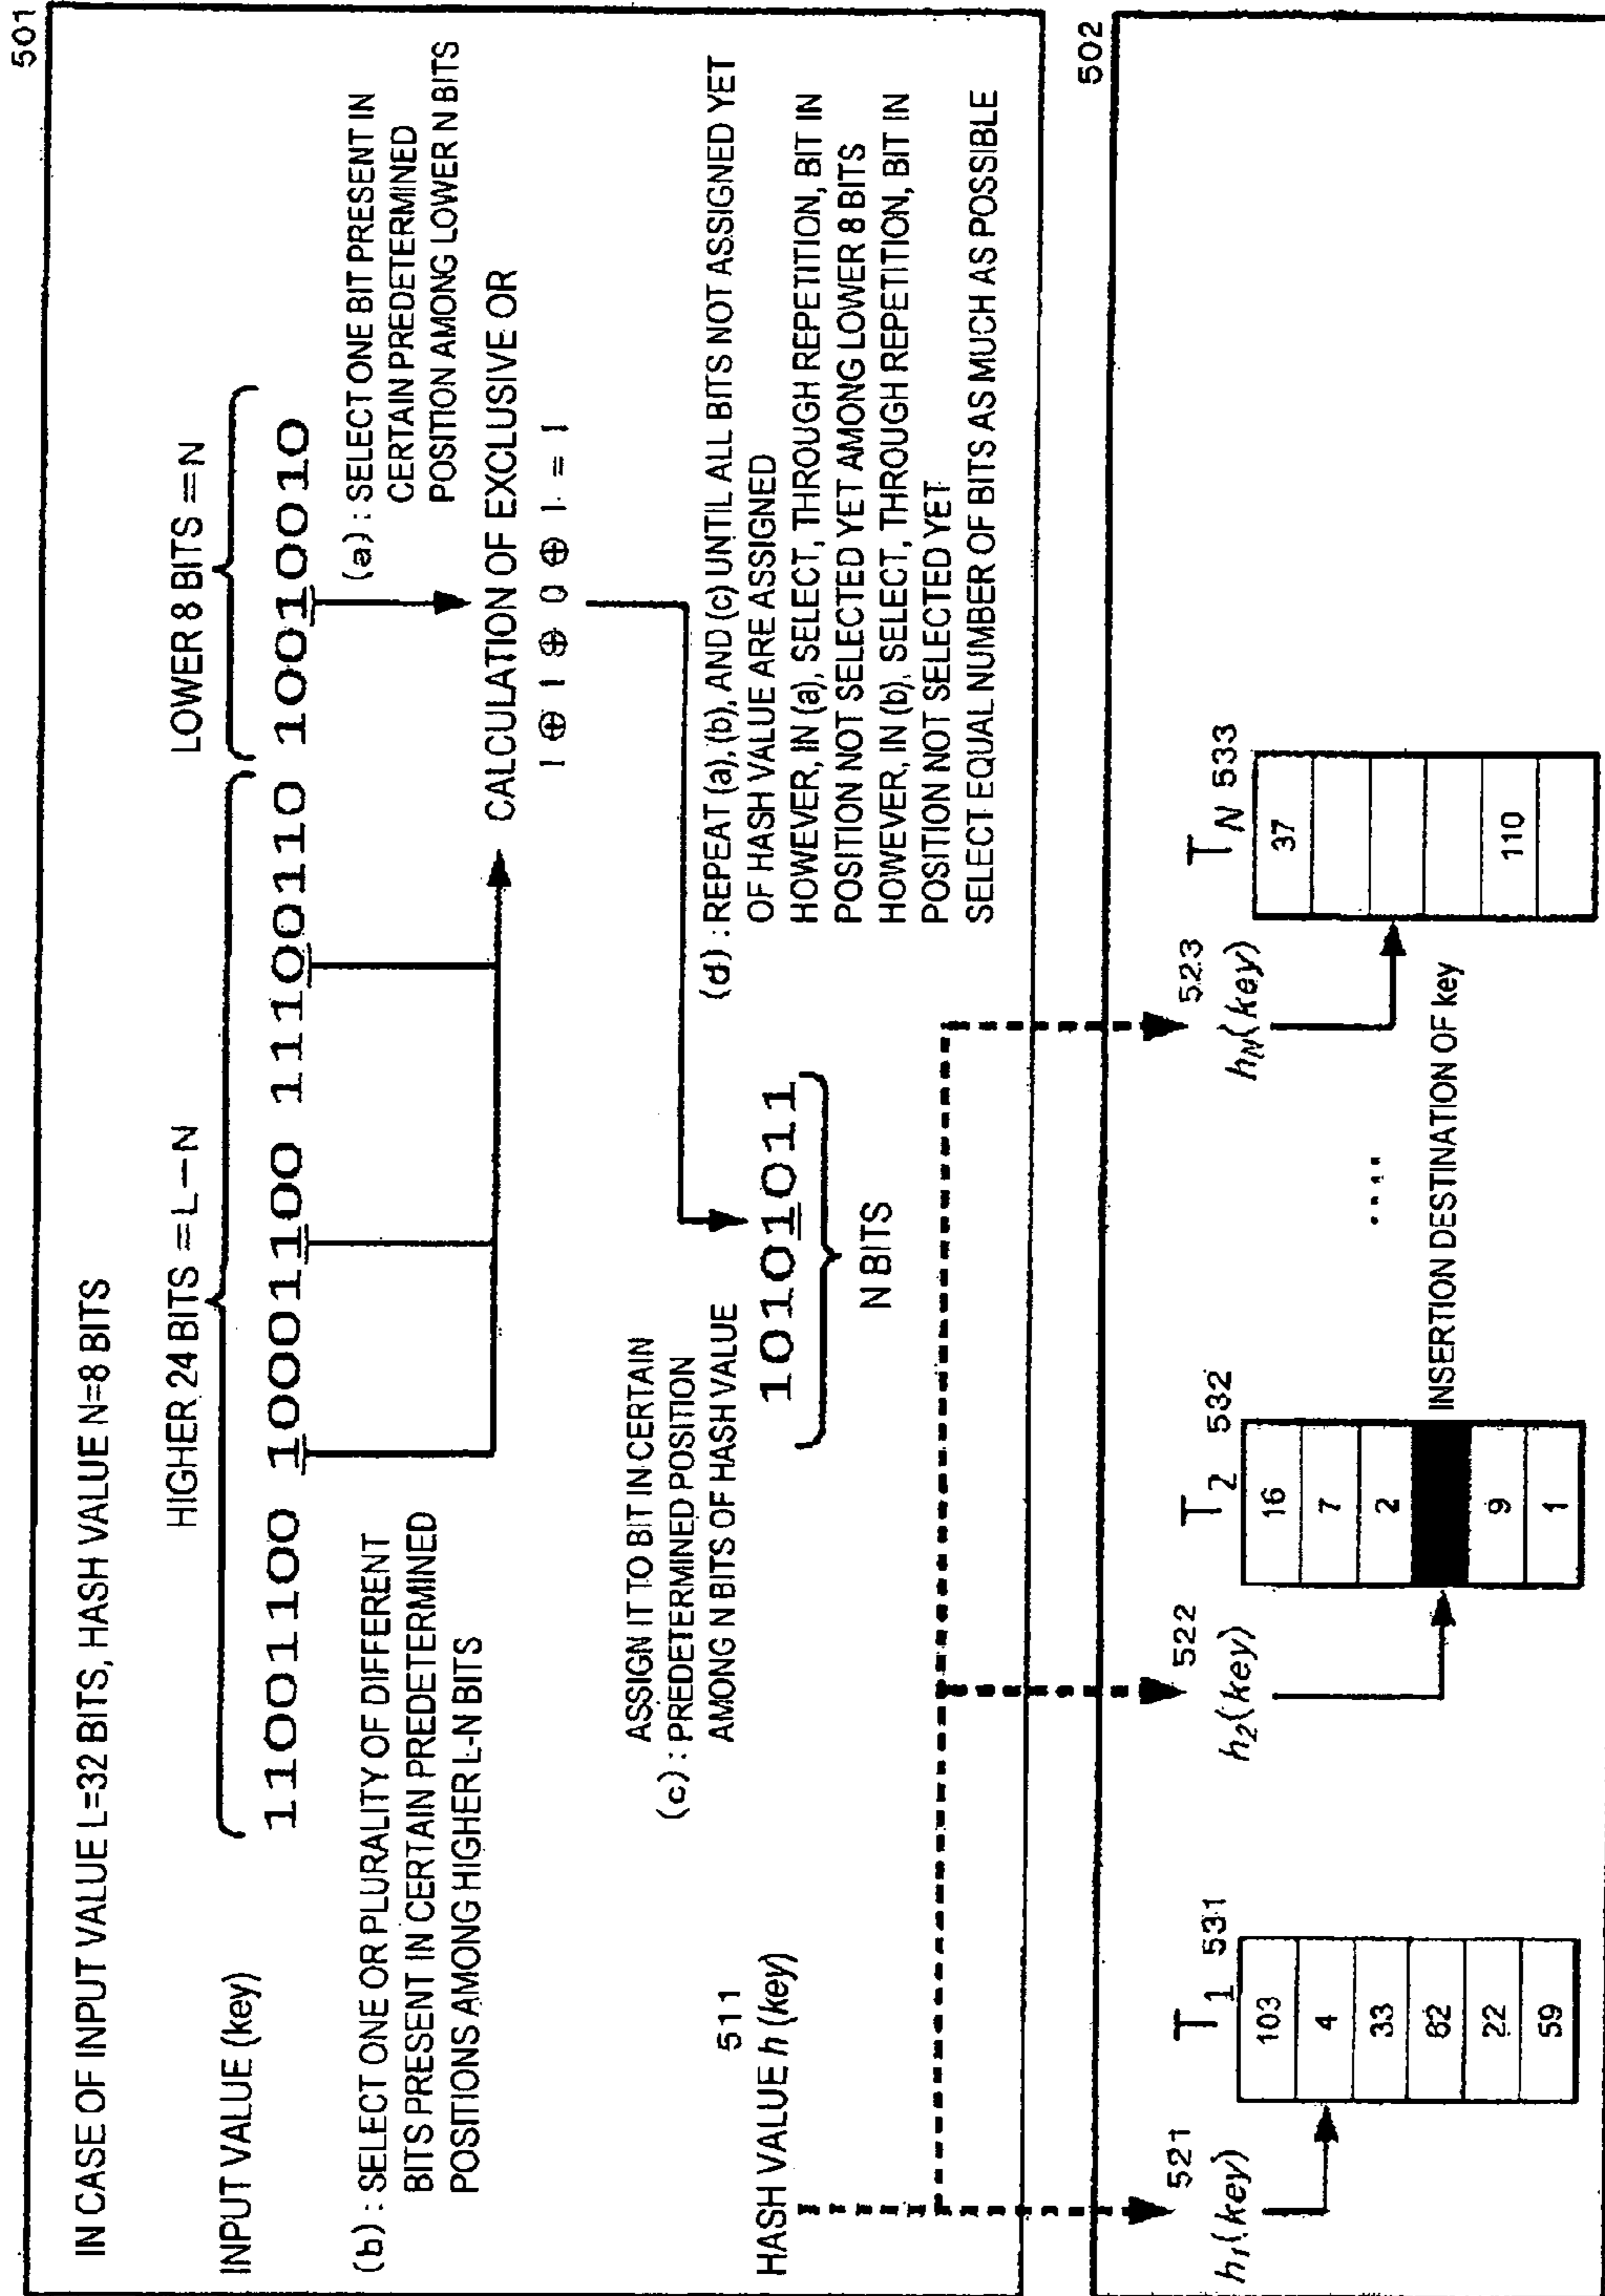 501
IN CASE OF INPUT VALUE L=32 BITS, HASH VALUE N=8 BITS
HIGHER 24 BITS =L-N
LOWER 8 BITS =N
INPUT VALUE (key)
11001100 10001100 11100110 10010010
(a) : SELECT ONE BIT PRESENT IN
CERTAIN PREDETERMINED
POSITION AMONG LOWER N BITS
(b) : SELECT ONE OR PLURALITY OF DIFFERENT
BITS PRESENT IN CERTAIN PREDETERMINED
POSITIONS AMONG HIGHER L-N BITS
CALCULATION OF EXCLUSIVE OR
1 ⊕ 1 ⊕ 0 ⊕ 1 = 1
ASSIGN IT TO BIT IN CERTAIN
(c) : PREDETERMINED POSITION
AMONG N BITS OF HASH VALUE
(d) : REPEAT (a), (b), AND (c) UNTIL ALL BITS NOT ASSIGNED YET
OF HASH VALUE ARE ASSIGNED
HOWEVER, IN (a), SELECT, THROUGH REPETITION, BIT IN
POSITION NOT SELECTED YET AMONG LOWER 8 BITS
HOWEVER, IN (b), SELECT, THROUGH REPETITION, BIT IN
POSITION NOT SELECTED YET
SELECT EQUAL NUMBER OF BITS AS MUCH AS POSSIBLE
511
HASH VALUE h (key)
10101011
N BITS
502
521
h1(key)
T1 531
103
4
33
82
22
59
522
h2(key)
T2 532
16
7
2
9
1
INSERTION DESTINATION OF key
....
523
hN(key)
TN 533
37
110